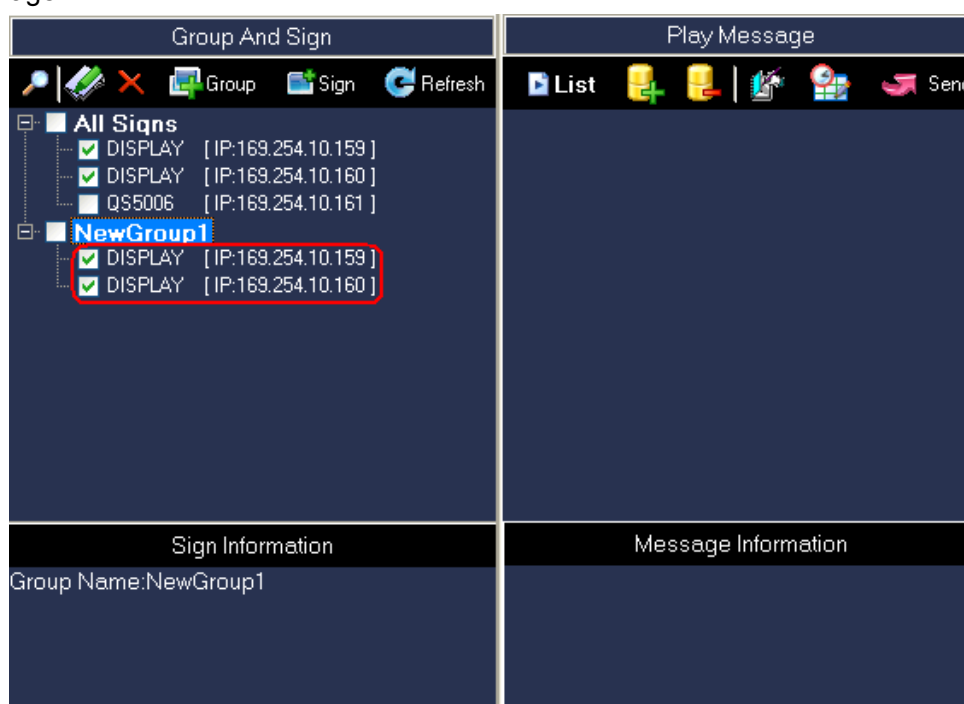 Group And Sign
Group Sign Refresh
All Signs
DISPLAY [ IP:169.254.10.159 ]
DISPLAY [ IP:169.254.10.160 ]
QS5006 [ IP:169.254.10.161 ]
NewGroup1
DISPLAY [ IP:169.254.10.159 ]
DISPLAY [ IP:169.254.10.160 ]
Sign Information
Group Name:NewGroup1
Play Message
List Send
Message Information